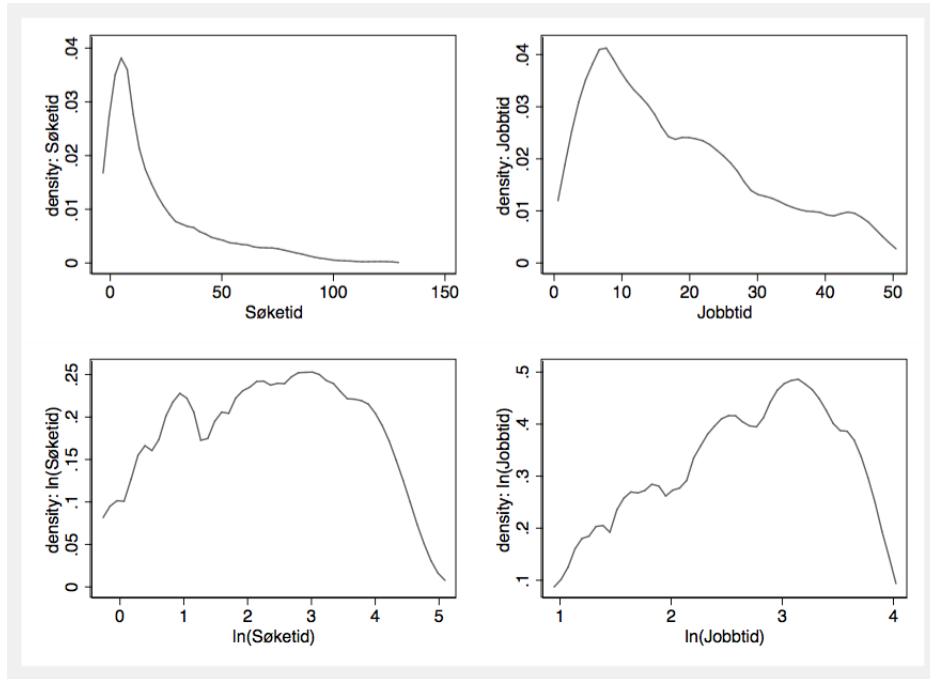 density: Søketid
0 .01 .02 .03 .04
0 50 100 150
Søketid
density: Jobbtid
0 .01 .02 .03 .04
0 10 20 30 40 50
Jobbtid
density: ln(Søketid)
0 .05 .1 .15 .2 .25
0 1 2 3 4 5
ln(Søketid)
density: ln(Jobbtid)
.1 .2 .3 .4 .5
1 2 3 4
ln(Jobbtid)